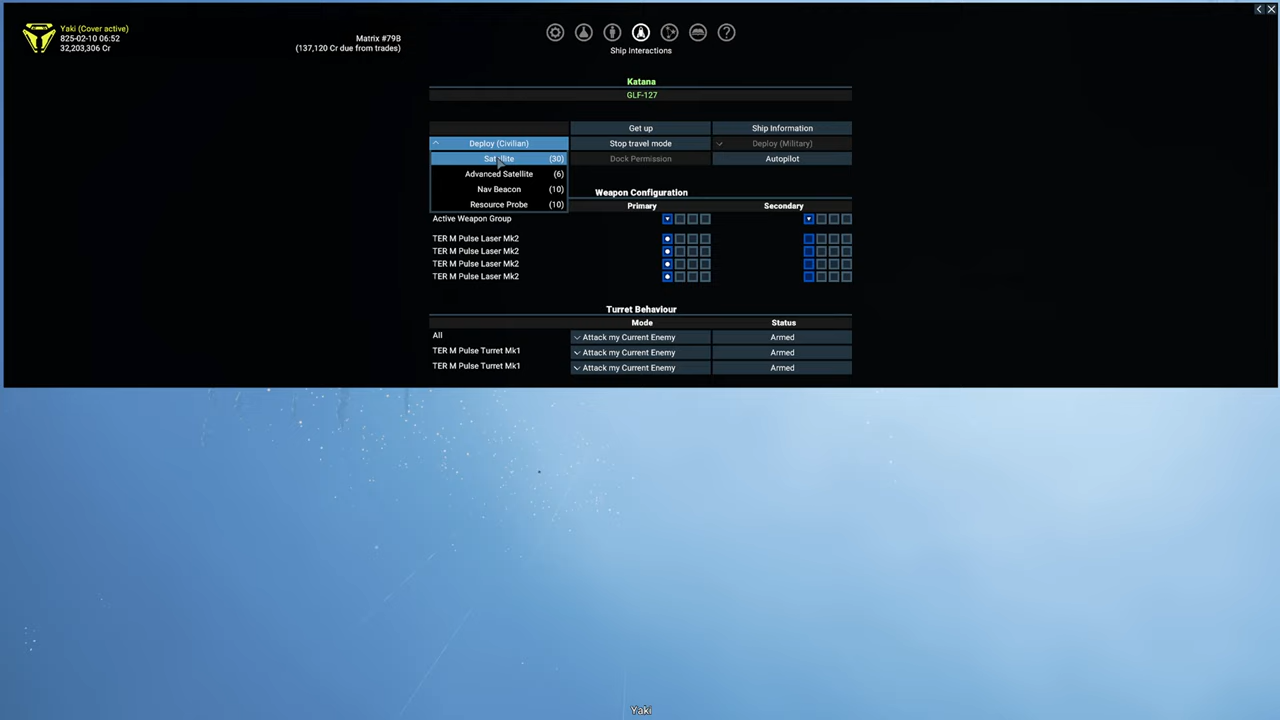 Yaki (Cover active)
825-02-10 06:52
32,203,306 Cr
Matrix #79B
(137,120 Cr due from trades)
Ship Interactions
Katana
GLF-127
Get up
Ship Information
Deploy (Civilian)
Stop travel mode
Deploy (Military)
Satellite (30)
Dock Permission
Autopilot
Advanced Satellite (6)
Nav Beacon (10)
Resource Probe (10)
Weapon Configuration
Primary
Secondary
Active Weapon Group
TER M Pulse Laser Mk2
TER M Pulse Laser Mk2
TER M Pulse Laser Mk2
TER M Pulse Laser Mk2
Turret Behaviour
Mode
Status
All
Attack my Current Enemy
Armed
TER M Pulse Turret Mk1
Attack my Current Enemy
Armed
TER M Pulse Turret Mk1
Attack my Current Enemy
Armed
Yaki